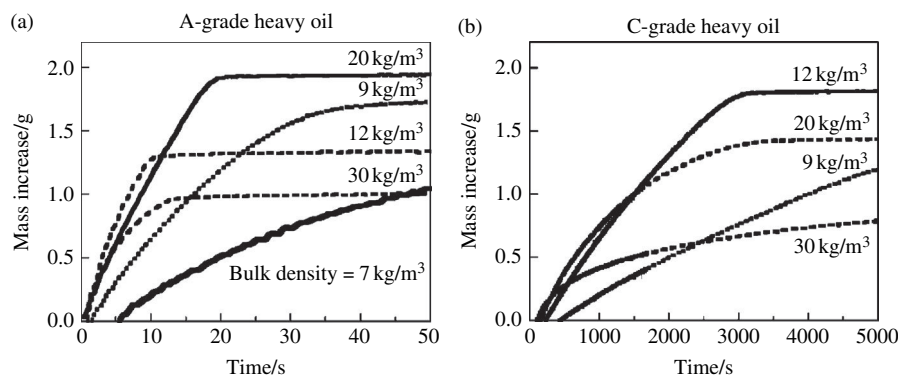 (a)
A-grade heavy oil
Mass increase/g
2.0
1.5
1.0
0.5
0.0
20 kg/m³
9 kg/m³
12 kg/m³
30 kg/m³
Bulk density = 7 kg/m³
0
10
20
30
40
50
Time/s
(b)
C-grade heavy oil
Mass increase/g
2.0
1.5
1.0
0.5
0.0
12 kg/m³
20 kg/m³
9 kg/m³
30 kg/m³
0
1000
2000
3000
4000
5000
Time/s